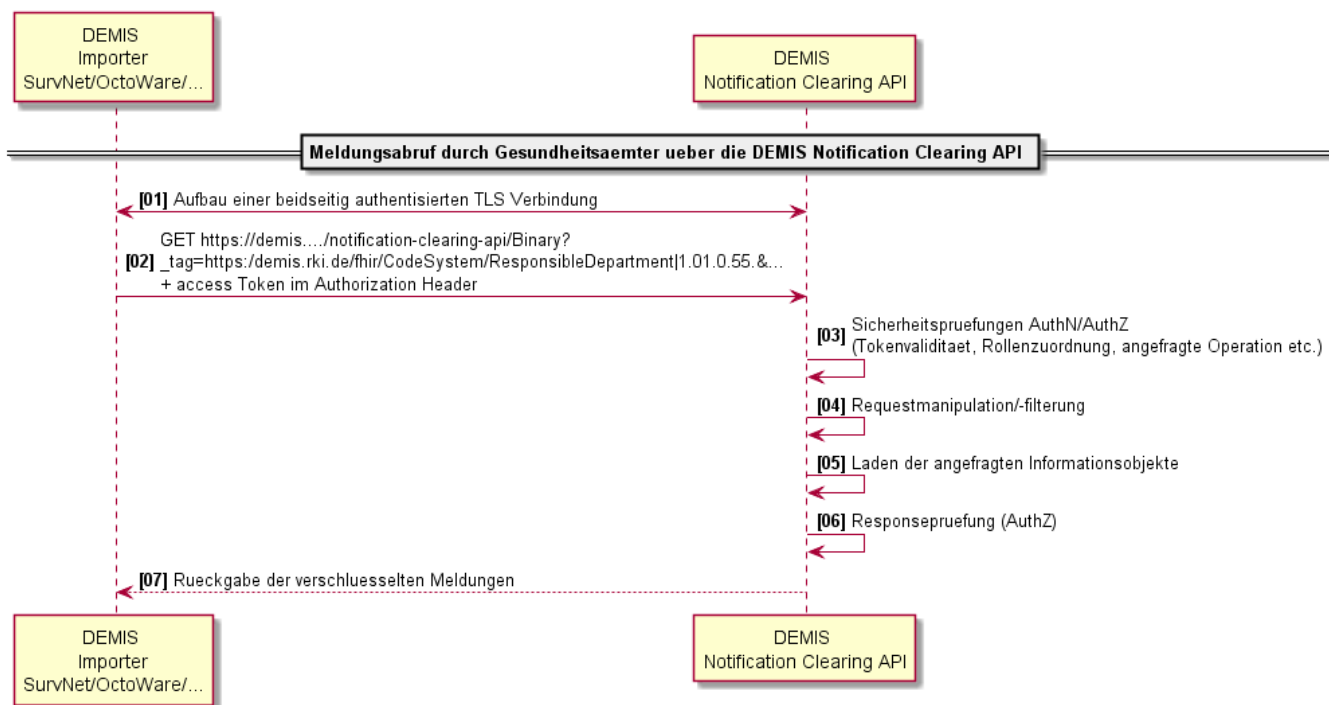 DEMIS
Importer
SurvNet/OctoWare/...
DEMIS
Notification Clearing API
Meldungsabruf durch Gesundheitsaemter ueber die DEMIS Notification Clearing API
[01] Aufbau einer beidseitig authentisierten TLS Verbindung
GET https://demis..../notification-clearing-api/Binary?
[02] _tag=https:/demis.rki.de/fhir/CodeSystem/ResponsibleDepartment|1.01.0.55.&...
+ access Token im Authorization Header
Sicherheitspruefungen AuthN/AuthZ
[03] (Tokenvaliditaet, Rollenzuordnung, angefragte Operation etc.)
[04] Requestmanipulation/-filterung
[05] Laden der angefragten Informationsobjekte
[06] Responsepruefung (AuthZ)
[07] Rueckgabe der verschluesselten Meldungen
DEMIS
Importer
SurvNet/OctoWare/...
DEMIS
Notification Clearing API